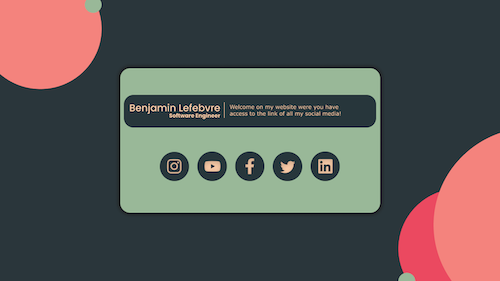 Benjamin Lefebvre
Software Engineer
Welcome on my website were you have
access to the link of all my social media!